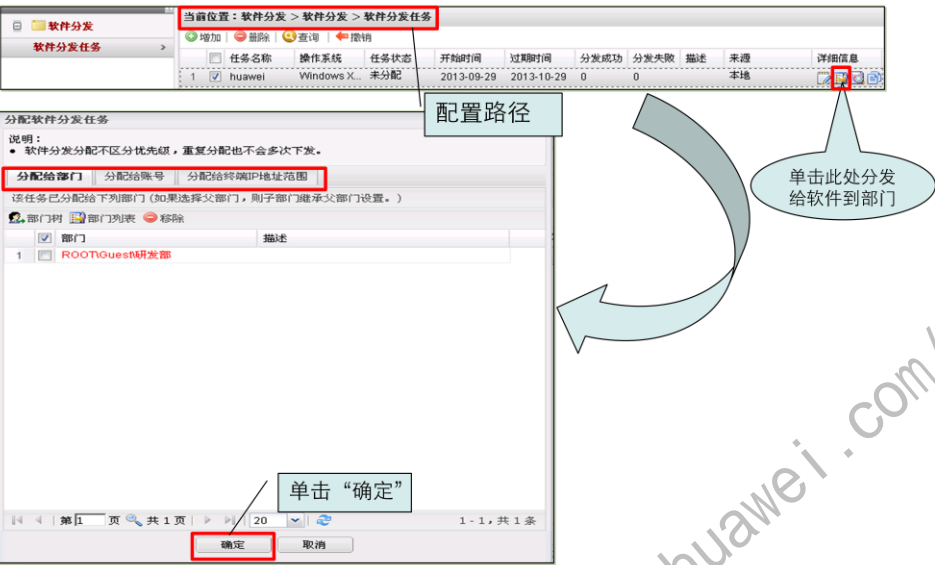 软件分发
软件分发任务 >
当前位置：软件分发 > 软件分发 > 软件分发任务
增加 删除 查询 撤销
任务名称 操作系统 任务状态 开始时间 过期时间 分发成功 分发失败 描述 来源 详细信息
1 huawei Windows X... 未分配 2013-09-29 2013-10-29 0 0 本地
配置路径
单击此处分发
给软件到部门
分配软件分发任务
说明：
• 软件分发分配不区分优先级，重复分配也不会多次下发。
分配给部门 分配给账号 分配给终端IP地址范围
该任务已分配给下列部门 (如果选择父部门，则子部门继承父部门设置。)
部门树 部门列表 移除
部门 描述
1 ROOT\Guest\研发部
单击“确定”
第 1 页 共 1 页 20 1 - 1，共 1 条
确定 取消
huawei.com